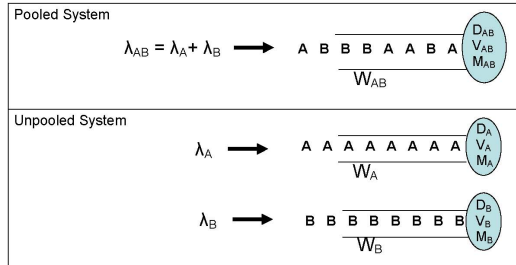 Pooled System
λAB = λA + λB
A B B B A A B A
WAB
DAB
VAB
MAB
Unpooled System
λA
A A A A A A A A
WA
DA
VA
MA
λB
B B B B B B B B
WB
DB
VB
MB